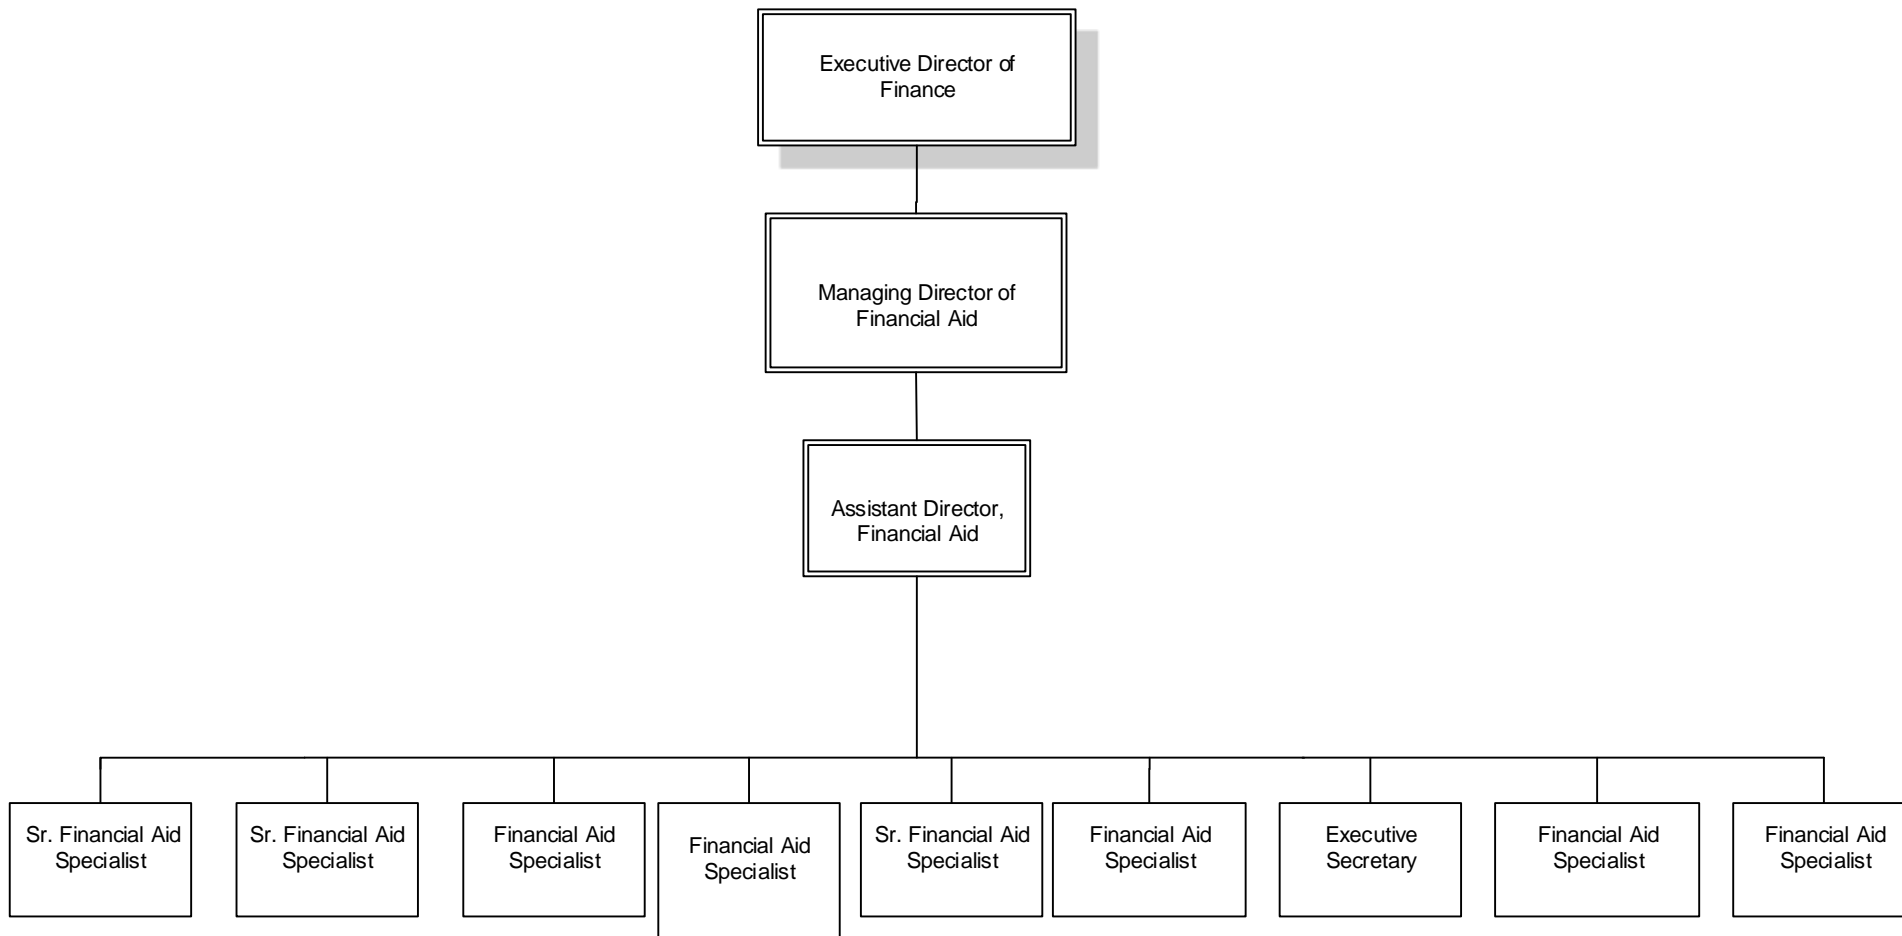 Executive Director of
Finance
Managing Director of
Financial Aid
Assistant Director,
Financial Aid
Sr. Financial Aid
Specialist
Sr. Financial Aid
Specialist
Financial Aid
Specialist
Financial Aid
Specialist
Sr. Financial Aid
Specialist
Financial Aid
Specialist
Executive
Secretary
Financial Aid
Specialist
Financial Aid
Specialist